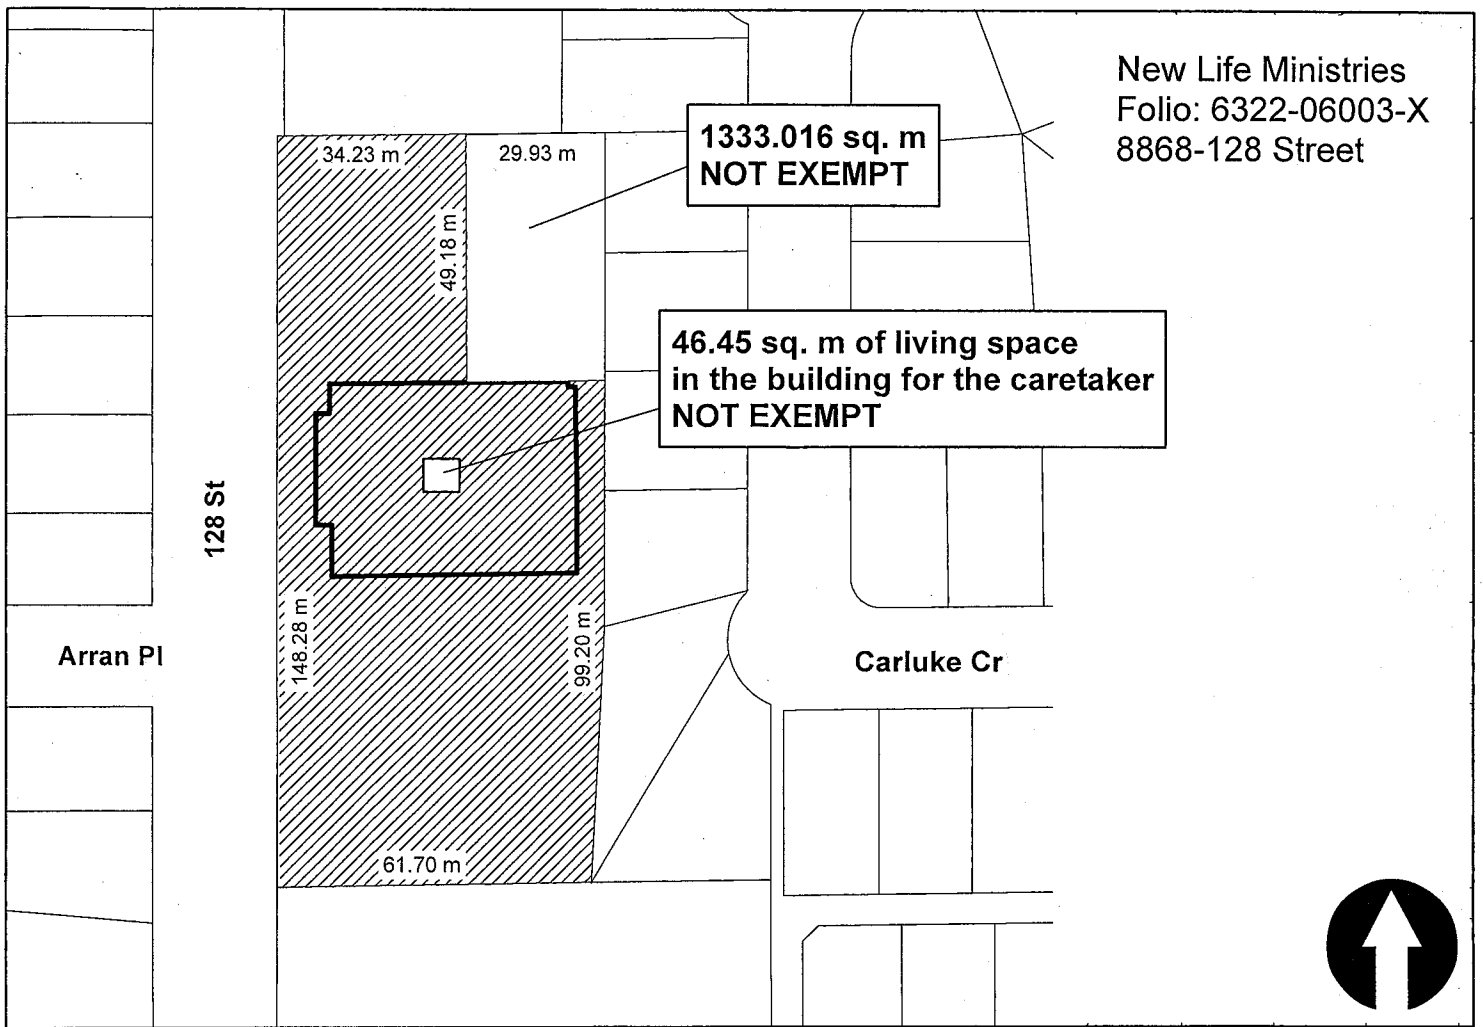 New Life Ministries
Folio: 6322-06003-X
8868-128 Street
1333.016 sq. m
NOT EXEMPT
34.23 m
29.93 m
49.18 m
46.45 sq. m of living space
in the building for the caretaker
NOT EXEMPT
128 St
148.28 m
99.20 m
Arran Pl
Carluke Cr
61.70 m